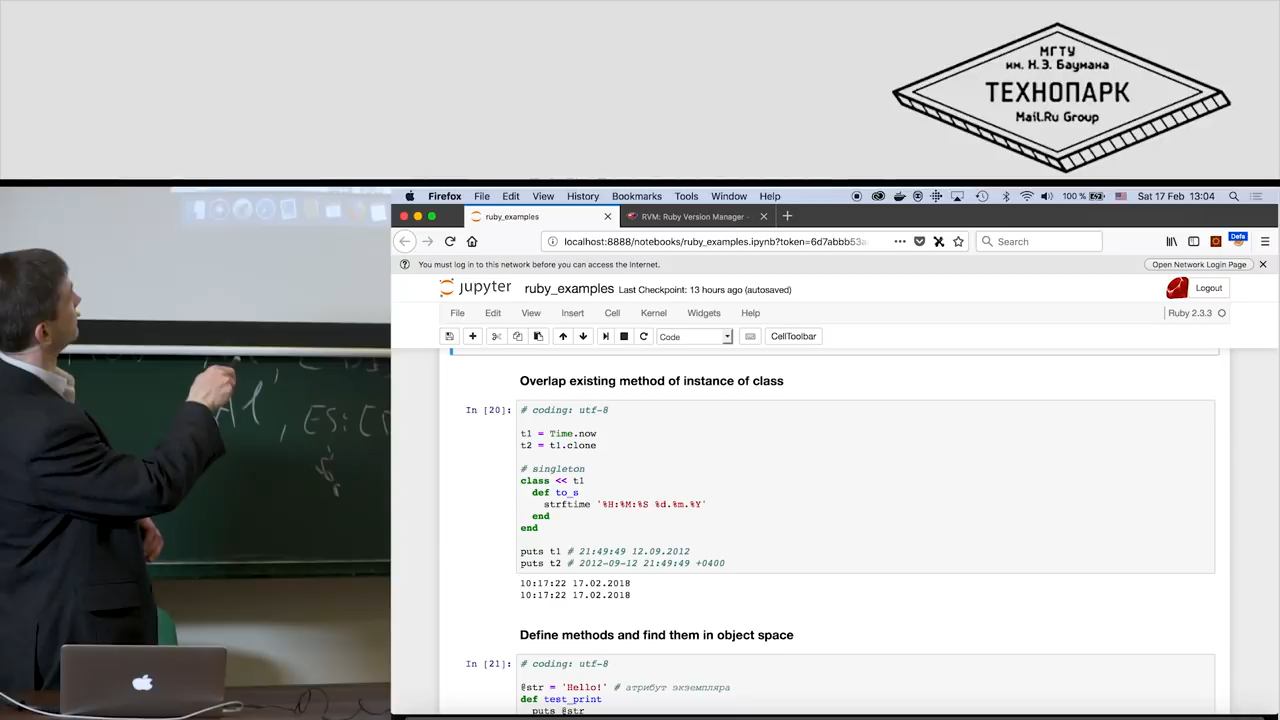 МГТУ
им. Н.Э. Баумана
ТЕХНОПАРК
Mail.Ru Group
Firefox File Edit View History Bookmarks Tools Window Help 100 % Sat 17 Feb 13:04
ruby_examples RVM: Ruby Version Manager -
localhost:8888/notebooks/ruby_examples.ipynb?token=6d7abbb53a Search Defa
You must log in to this network before you can access the Internet. Open Network Login Page
jupyter ruby_examples Last Checkpoint: 13 hours ago (autosaved) Logout
File Edit View Insert Cell Kernel Widgets Help Ruby 2.3.3
Code CellToolbar
Overlap existing method of instance of class
In [20]: # coding: utf-8
t1 = Time.now
t2 = t1.clone
# singleton
class << t1
def to_s
strftime '%H:%M:%S %d.%m.%Y'
end
end
puts t1 # 21:49:49 12.09.2012
puts t2 # 2012-09-12 21:49:49 +0400
10:17:22 17.02.2018
10:17:22 17.02.2018
Define methods and find them in object space
In [21]: # coding: utf-8
@str = 'Hello!' # атрибут экземпляра
def test_print
puts @str